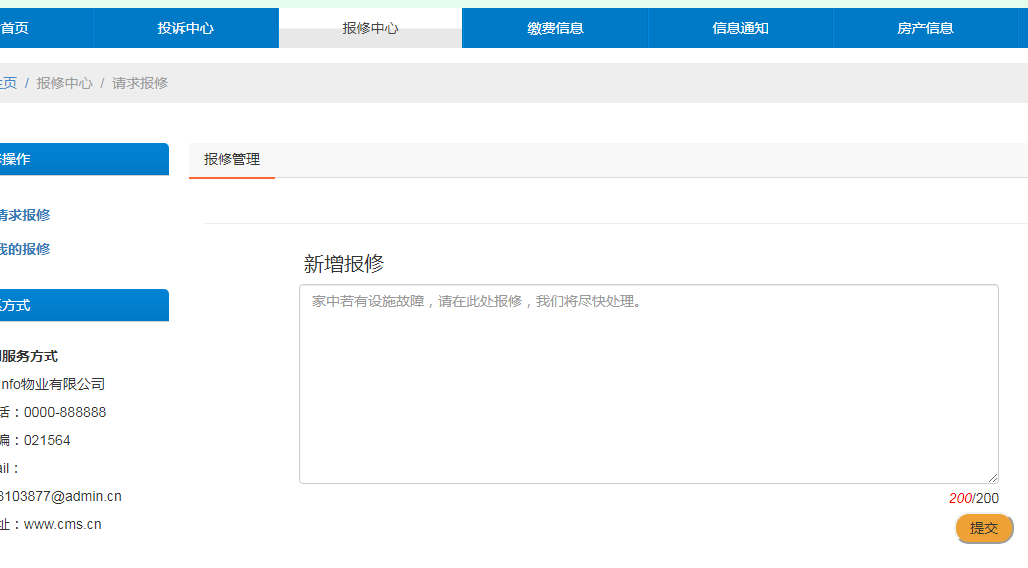 首页 投诉中心 报修中心 缴费信息 信息通知 房产信息
页 / 报修中心 / 请求报修
操作
报修管理
请求报修
我的报修
方式
新增报修
家中若有设施故障，请在此处报修，我们将尽快处理。
服务方式
nfo物业有限公司
话：0000-888888
编：021564
ail：
8103877@admin.cn
址：www.cms.cn
200/200
提交